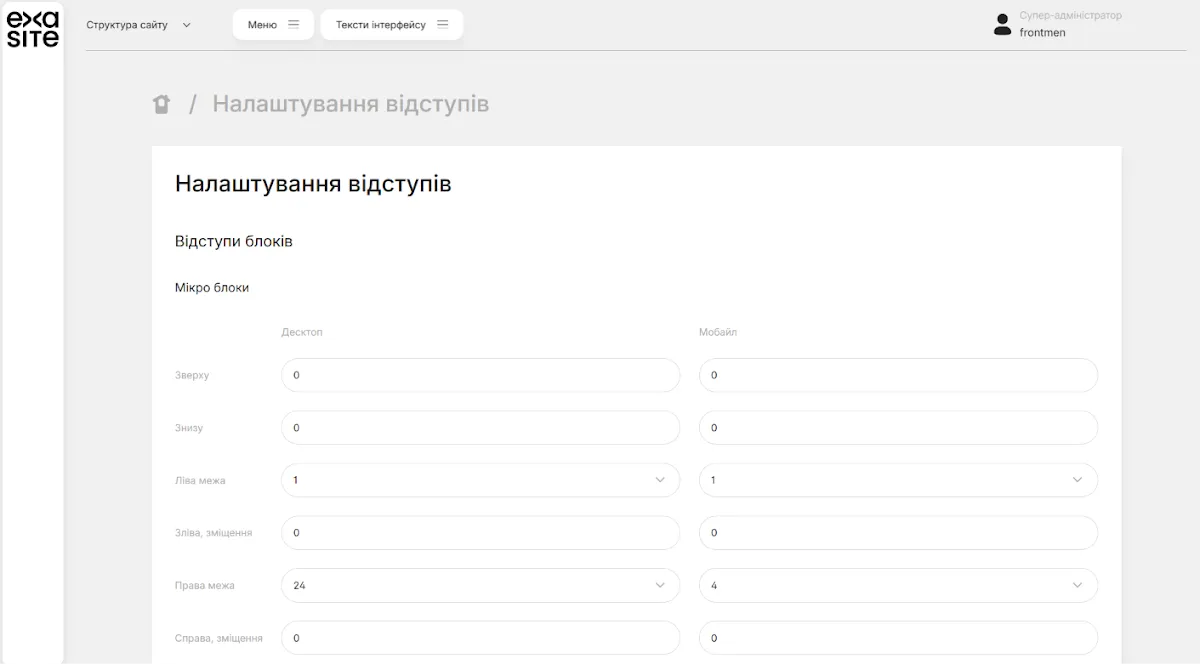 exa
sıte
Структура сайту
Меню
Тексти інтерфейсу
Супер-адміністратор
frontmen
/ Налаштування відступів
Налаштування відступів
Відступи блоків
Мікро блоки
Десктоп Мобайл
Зверху 0 0
Знизу 0 0
Ліва межа 1 1
Зліва, зміщення 0 0
Права межа 24 4
Справа, зміщення 0 0